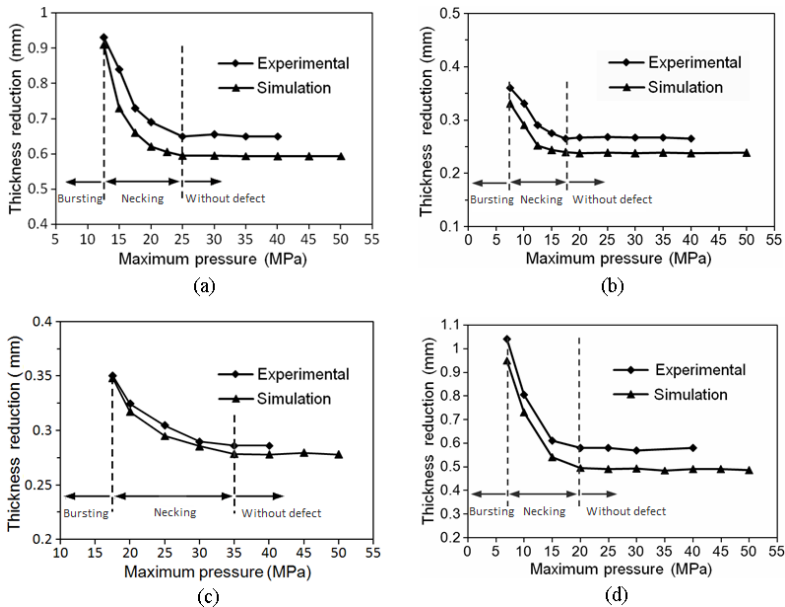 1
0.9
0.8
0.7
0.6
0.5
0.4
Thickness reduction (mm)
Experimental
Simulation
Bursting
Necking
Without defect
5 10 15 20 25 30 35 40 45 50 55
Maximum pressure (MPa)
(a)
0.5
0.4
0.3
0.2
0.1
Thickness reduction (mm)
Experimental
Simulation
Bursting
Necking
Without defect
0 5 10 15 20 25 30 35 40 45 50 55
Maximum pressure (MPa)
(b)
0.4
0.35
0.3
0.25
0.2
Thickness reduction (mm)
Experimental
Simulation
Bursting
Necking
Without defect
10 15 20 25 30 35 40 45 50 55
Maximum pressure (MPa)
(c)
1.1
1
0.9
0.8
0.7
0.6
0.5
0.4
0.3
0.2
Thickness reduction (mm)
Experimental
Simulation
Bursting
Necking
Without defect
0 5 10 15 20 25 30 35 40 45 50 55
Maximum pressure (MPa)
(d)